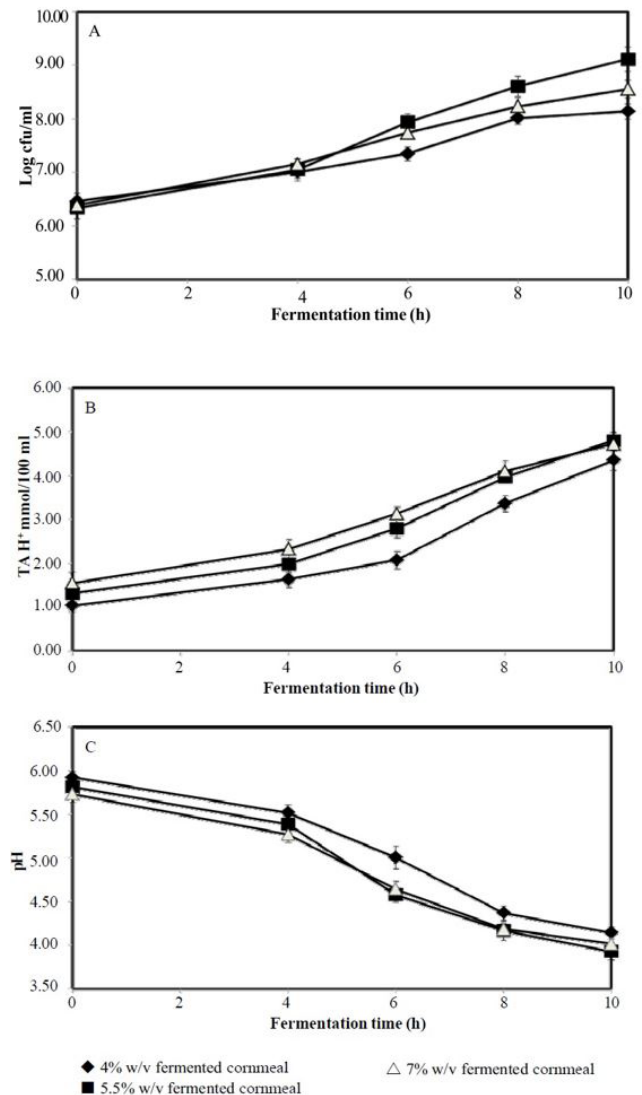 10.00
A
9.00
8.00
7.00
6.00
5.00
Log cfu/ml
0 2 4 6 8 10
Fermentation time (h)
6.00
B
5.00
4.00
3.00
2.00
1.00
0.00
TA H⁺ mmol/100 ml
0 2 4 6 8 10
Fermentation time (h)
6.50
C
6.00
5.50
5.00
4.50
4.00
3.50
pH
0 2 4 6 8 10
Fermentation time (h)
4% w/v fermented cornmeal
7% w/v fermented cornmeal
5.5% w/v fermented cornmeal